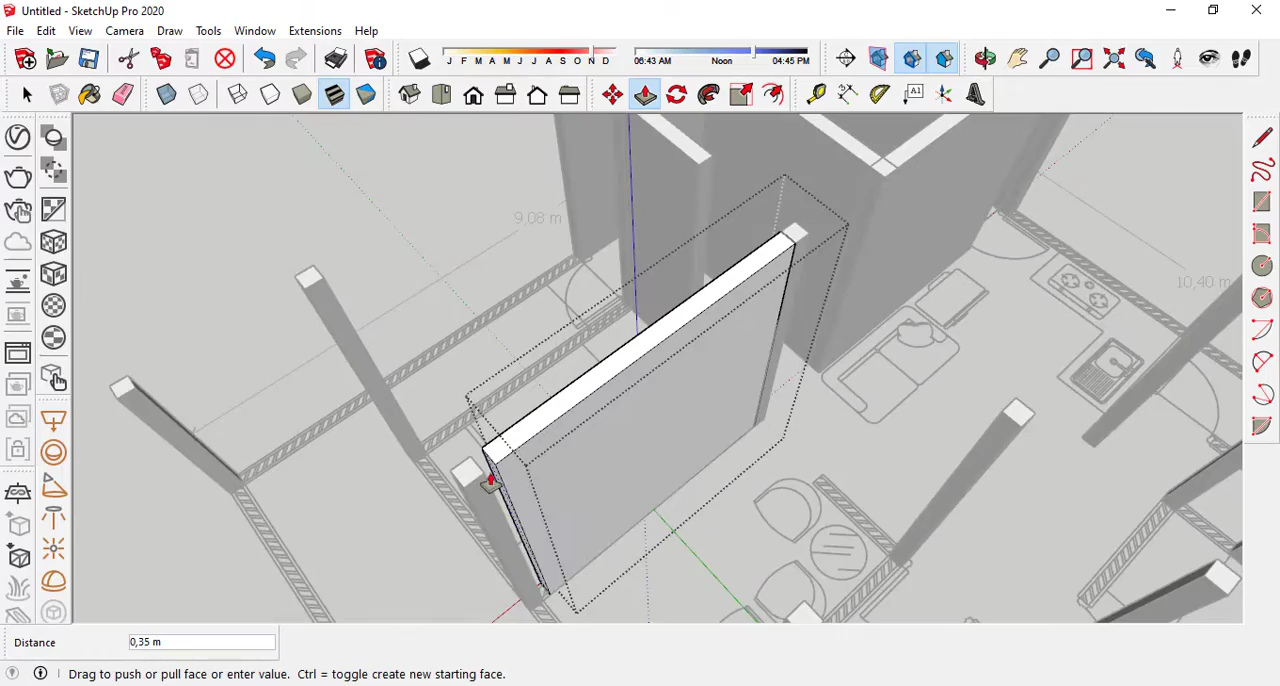 Untitled - SketchUp Pro 2020
File Edit View Camera Draw Tools Window Extensions Help
J F M A M J J A S O N D
06:43 AM Noon 04:45 PM
A1
9,08 m
10,40 m
Distance 0,35 m
Drag to push or pull face or enter value. Ctrl = toggle create new starting face.